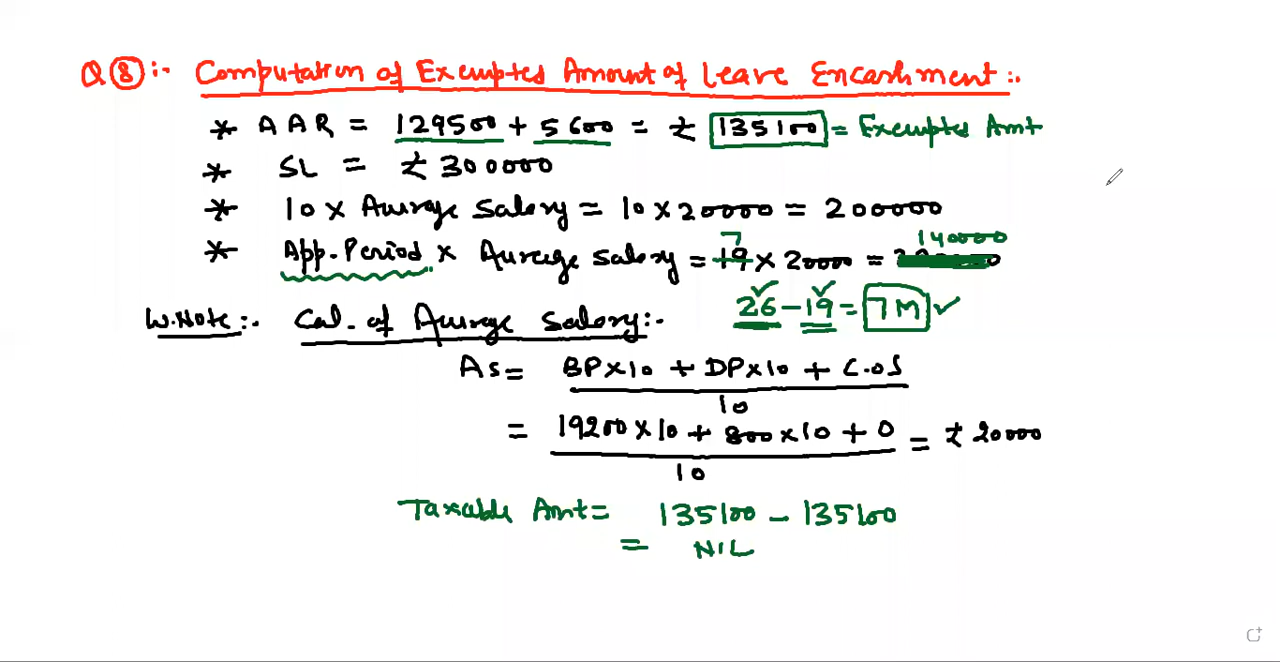 Q ⑧:- Computation of Exempted Amount of Leave Encashment:-
* AAR = 129500 + 5600 = ₹ 135100 = Exempted Amt
* SL = ₹ 300000
* 10 x Average Salary = 10 x 20000 = 200000
7 140000
* App. Period x Average Salary = 19 x 20000 =
26 - 19 = 7M ✓
W.Note:- Cal. of Average Salary:-
AS = BP x 10 + DP x 10 + C.OS
10
= 19200 x 10 + 800 x 10 + 0 = ₹ 20000
10
Taxable Amt = 135100 - 135100
= NIL